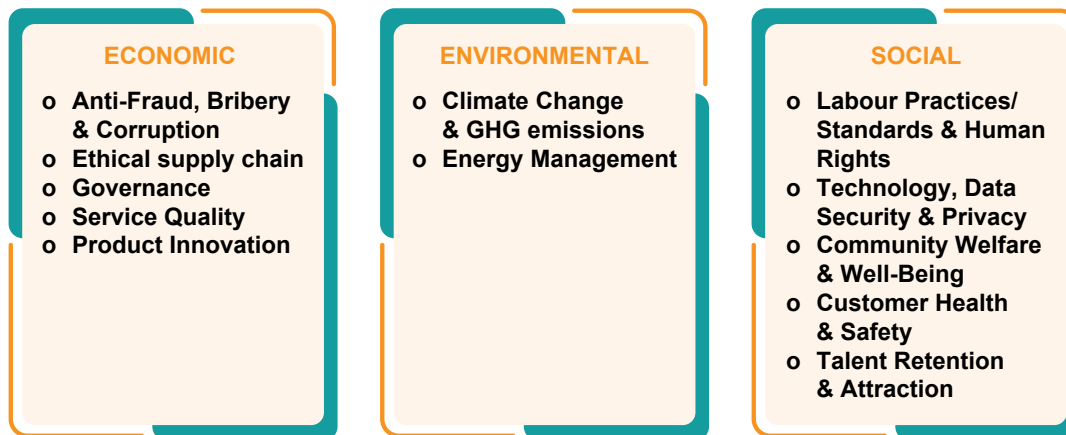 ECONOMIC
o Anti-Fraud, Bribery
& Corruption
o Ethical supply chain
o Governance
o Service Quality
o Product Innovation
ENVIRONMENTAL
o Climate Change
& GHG emissions
o Energy Management
SOCIAL
o Labour Practices/
Standards & Human
Rights
o Technology, Data
Security & Privacy
o Community Welfare
& Well-Being
o Customer Health
& Safety
o Talent Retention
& Attraction